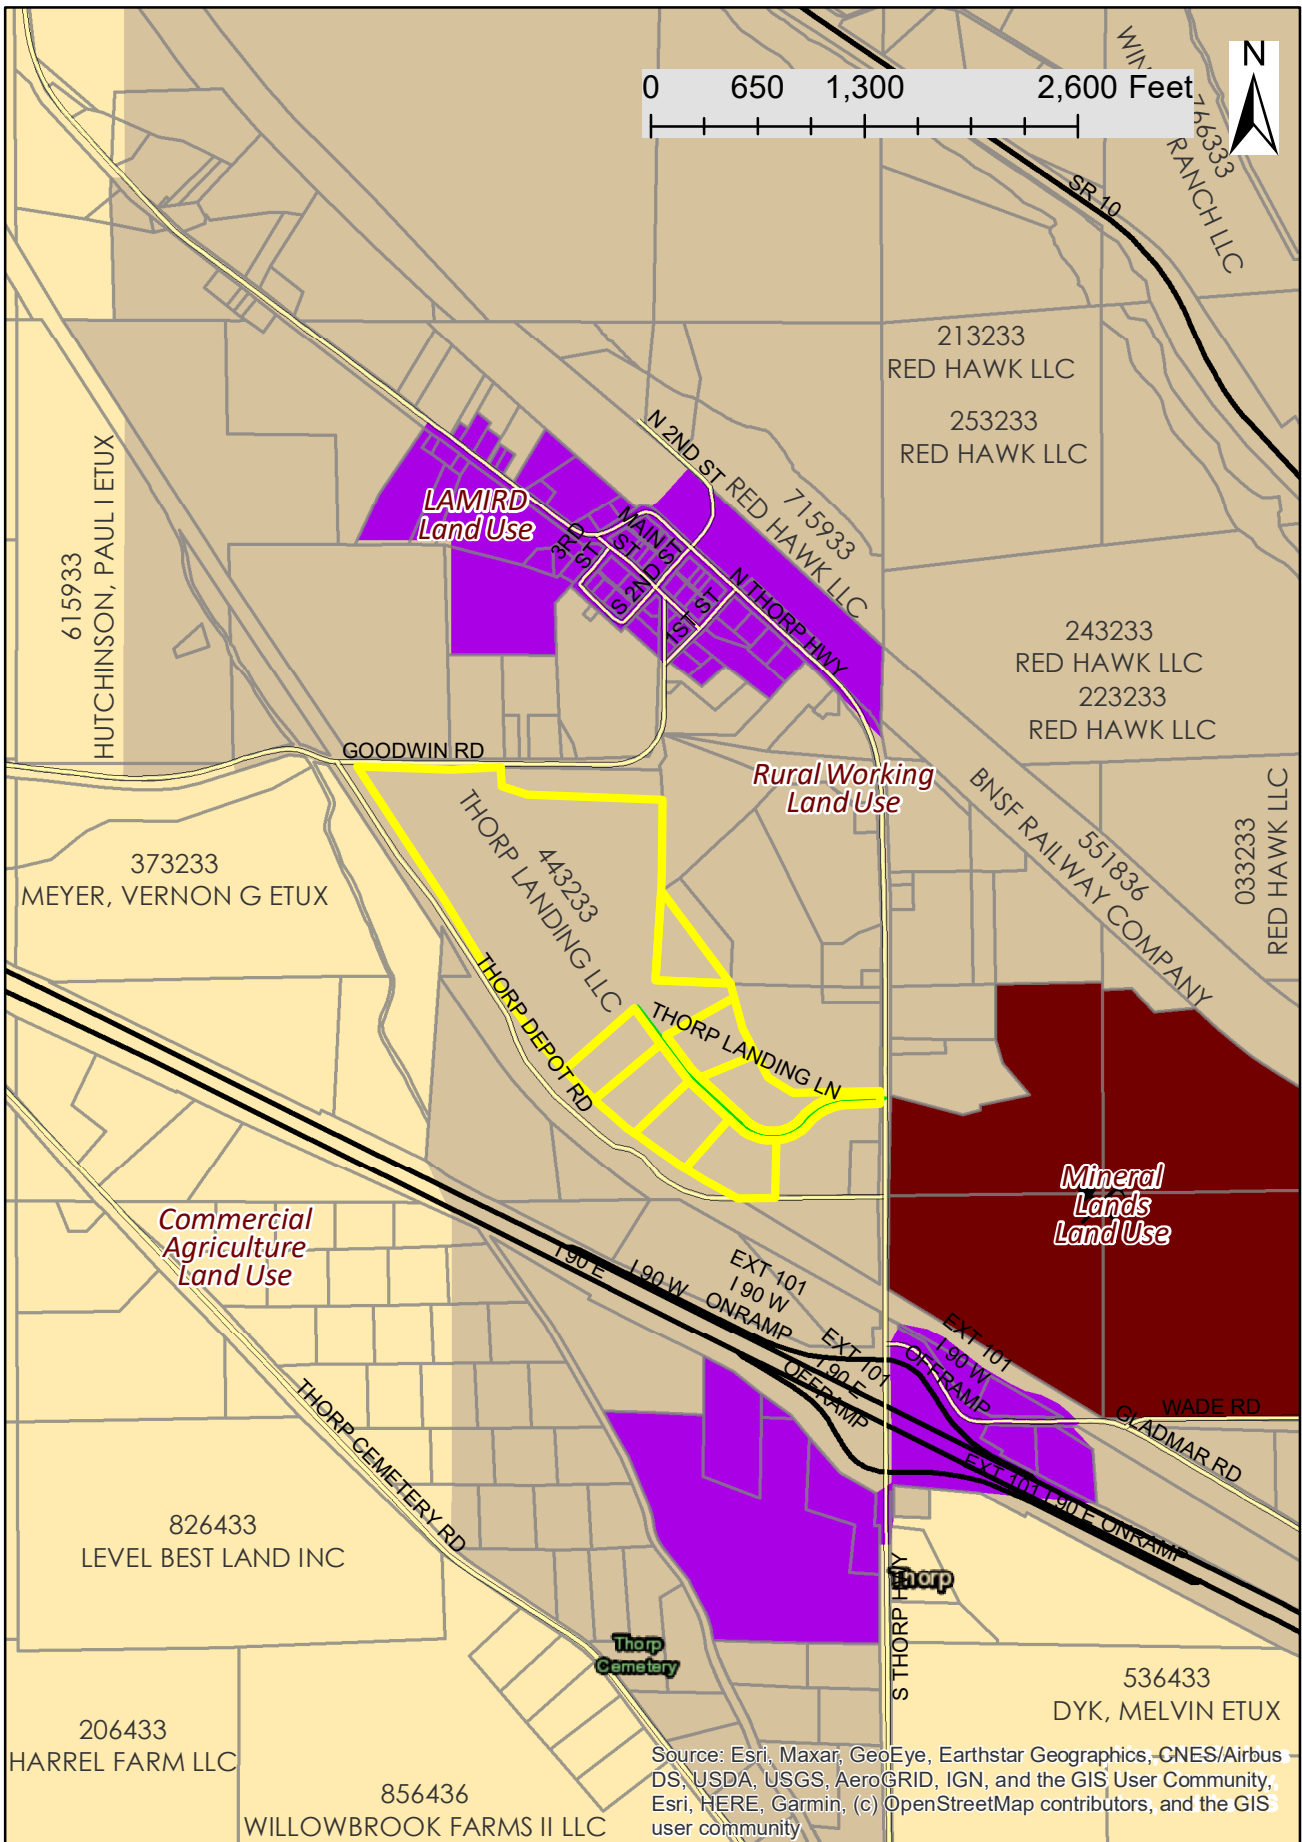 N
0 650 1,300 2,600 Feet
766333
RANCH LLC
SR 10
213233
RED HAWK LLC
253233
RED HAWK LLC
N 2ND ST
715933
RED HAWK LLC
615933
HUTCHINSON, PAUL I ETUX
LAMIRD
Land Use
MAIN
ST
3RD
ST
S 2ND
ST
1ST ST
N THORP HWY
243233
RED HAWK LLC
223233
RED HAWK LLC
GOODWIN RD
Rural Working
Land Use
BNSF RAILWAY COMPANY
551836
033233
RED HAWK LLC
373233
MEYER, VERNON G ETUX
443233
THORP LANDING LLC
THORP DEPOT RD
THORP LANDING LN
Mineral
Lands
Land Use
Commercial
Agriculture
Land Use
I 90 E
I 90 W
EXT 101
I 90 W
ONRAMP
EXT 101
I 90 E
OFFRAMP
EXT 101
I 90 W
OFFRAMP
WADE RD
GLADMAR RD
THORP CEMETERY RD
EXT 101 I 90 E ONRAMP
826433
LEVEL BEST LAND INC
Thorp
S THORP HWY
Thorp
Cemetery
536433
DYK, MELVIN ETUX
206433
HARREL FARM LLC
856436
WILLOWBROOK FARMS II LLC
Source: Esri, Maxar, GeoEye, Earthstar Geographics, CNES/Airbus
DS, USDA, USGS, AeroGRID, IGN, and the GIS User Community,
Esri, HERE, Garmin, (c) OpenStreetMap contributors, and the GIS
user community